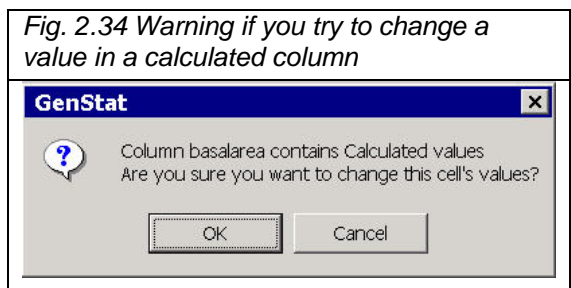 Fig. 2.34 Warning if you try to change a
value in a calculated column
GenStat
Column basalarea contains Calculated values
Are you sure you want to change this cell's values?
OK
Cancel